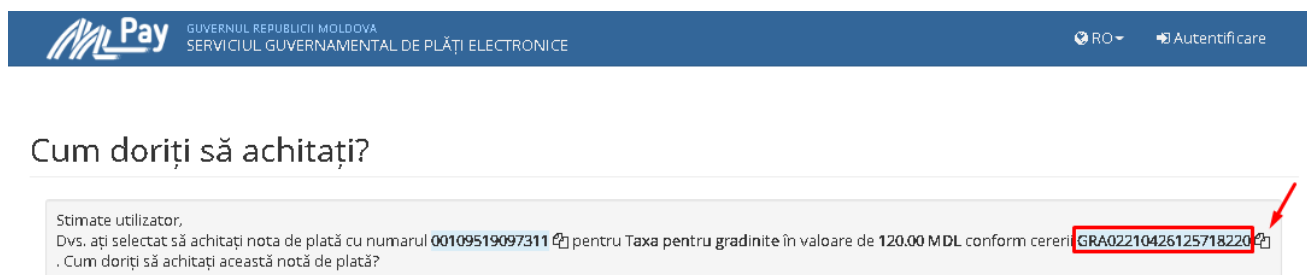 MPay
GUVERNUL REPUBLICII MOLDOVA
SERVICIUL GUVERNAMENTAL DE PLĂȚI ELECTRONICE
RO
Autentificare
Cum doriți să achitați?
Stimate utilizator,
Dvs. ați selectat să achitați nota de plată cu numarul 00109519097311 pentru Taxa pentru gradinite în valoare de 120.00 MDL conform cererii GRA02210426125718220
. Cum doriți să achitați această notă de plată?